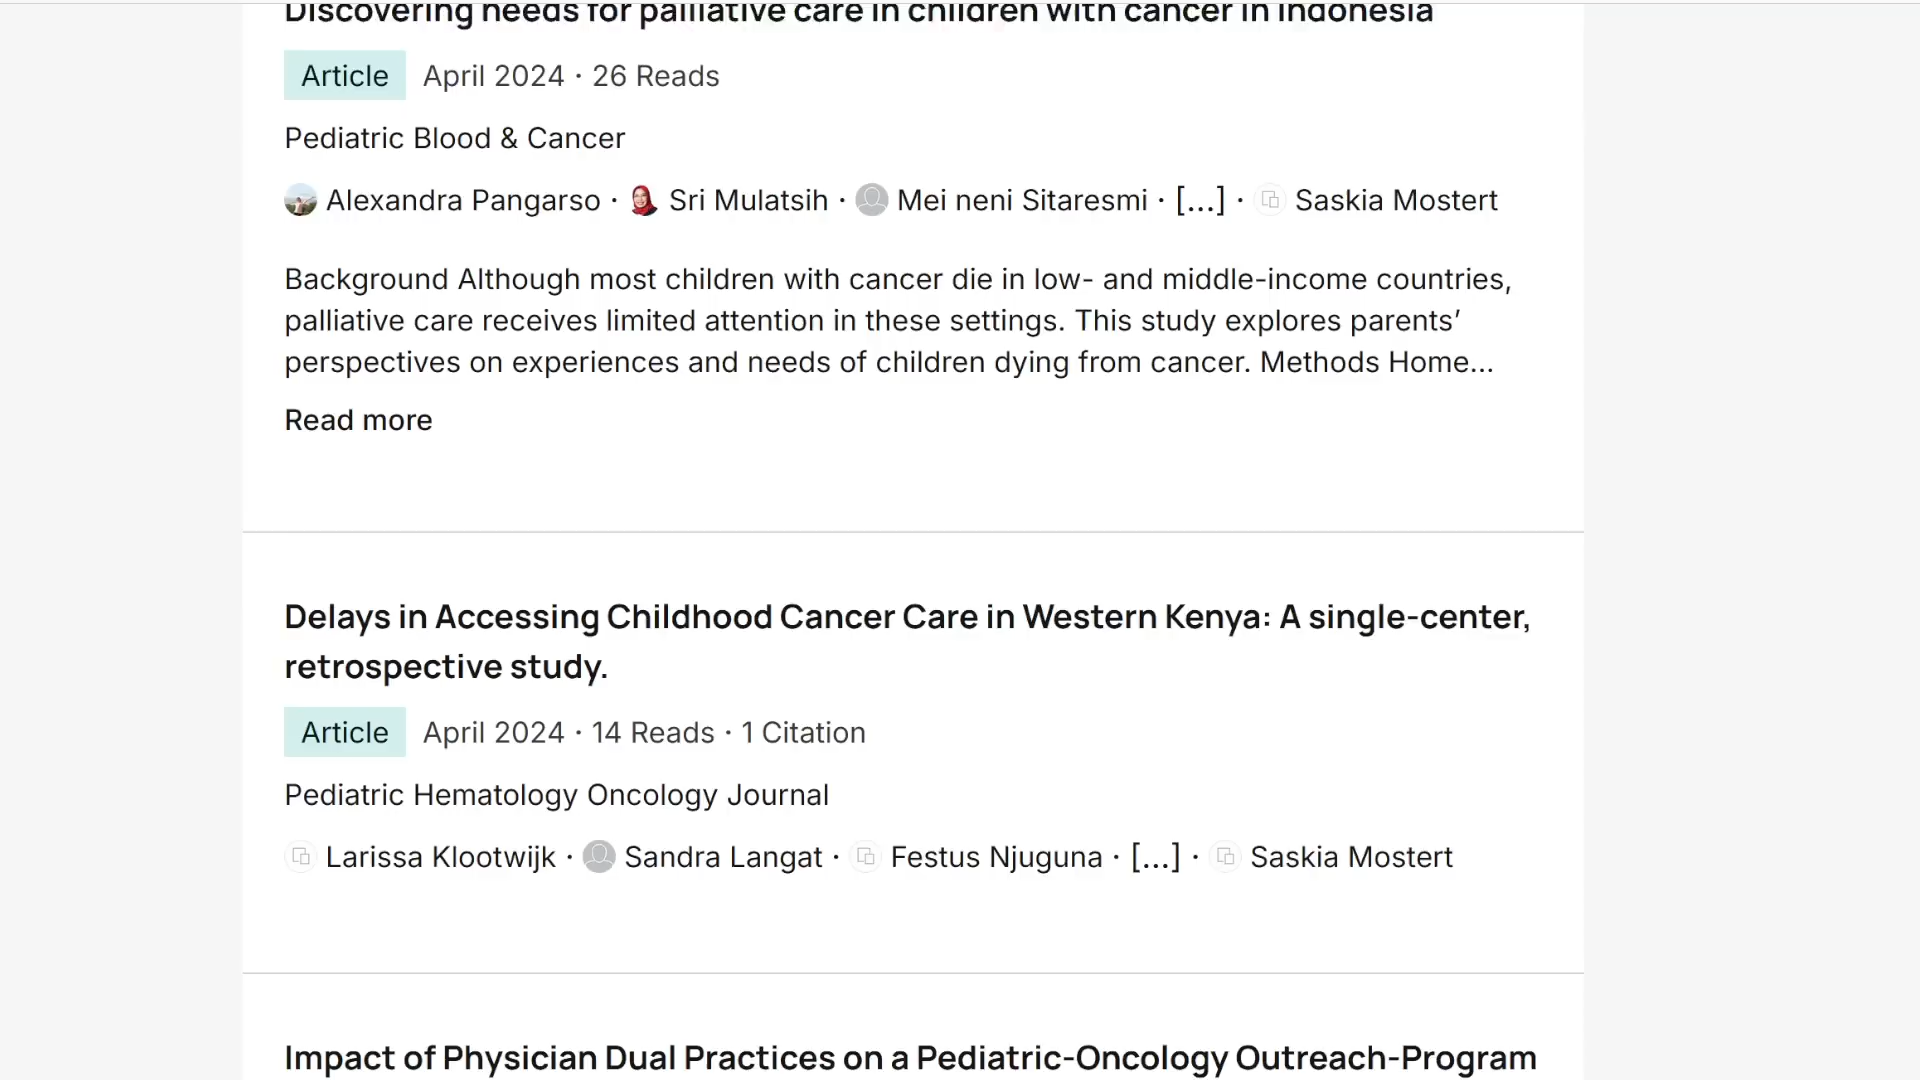 Discovering needs for palliative care in children with cancer in Indonesia
Article April 2024 · 26 Reads
Pediatric Blood & Cancer
Alexandra Pangarso · Sri Mulatsih · Mei neni Sitaresmi · [...] · Saskia Mostert
Background Although most children with cancer die in low- and middle-income countries,
palliative care receives limited attention in these settings. This study explores parents’
perspectives on experiences and needs of children dying from cancer. Methods Home...
Read more
Delays in Accessing Childhood Cancer Care in Western Kenya: A single-center,
retrospective study.
Article April 2024 · 14 Reads · 1 Citation
Pediatric Hematology Oncology Journal
Larissa Klootwijk · Sandra Langat · Festus Njuguna · [...] · Saskia Mostert
Impact of Physician Dual Practices on a Pediatric-Oncology Outreach-Program